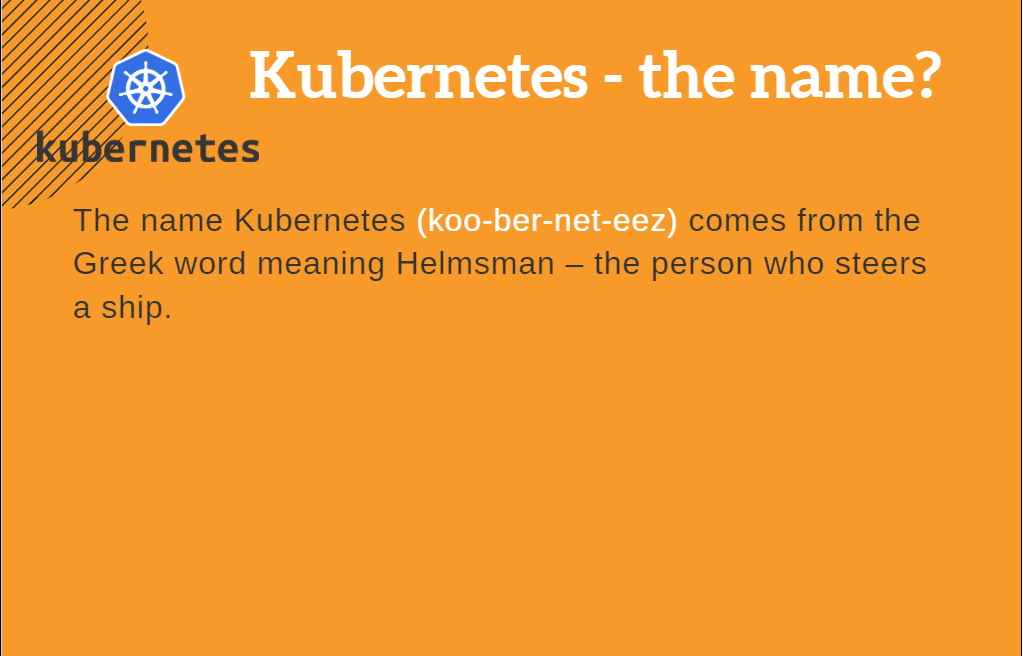 Kubernetes - the name?
kubernetes
The name Kubernetes (koo-ber-net-eez) comes from the
Greek word meaning Helmsman – the person who steers
a ship.